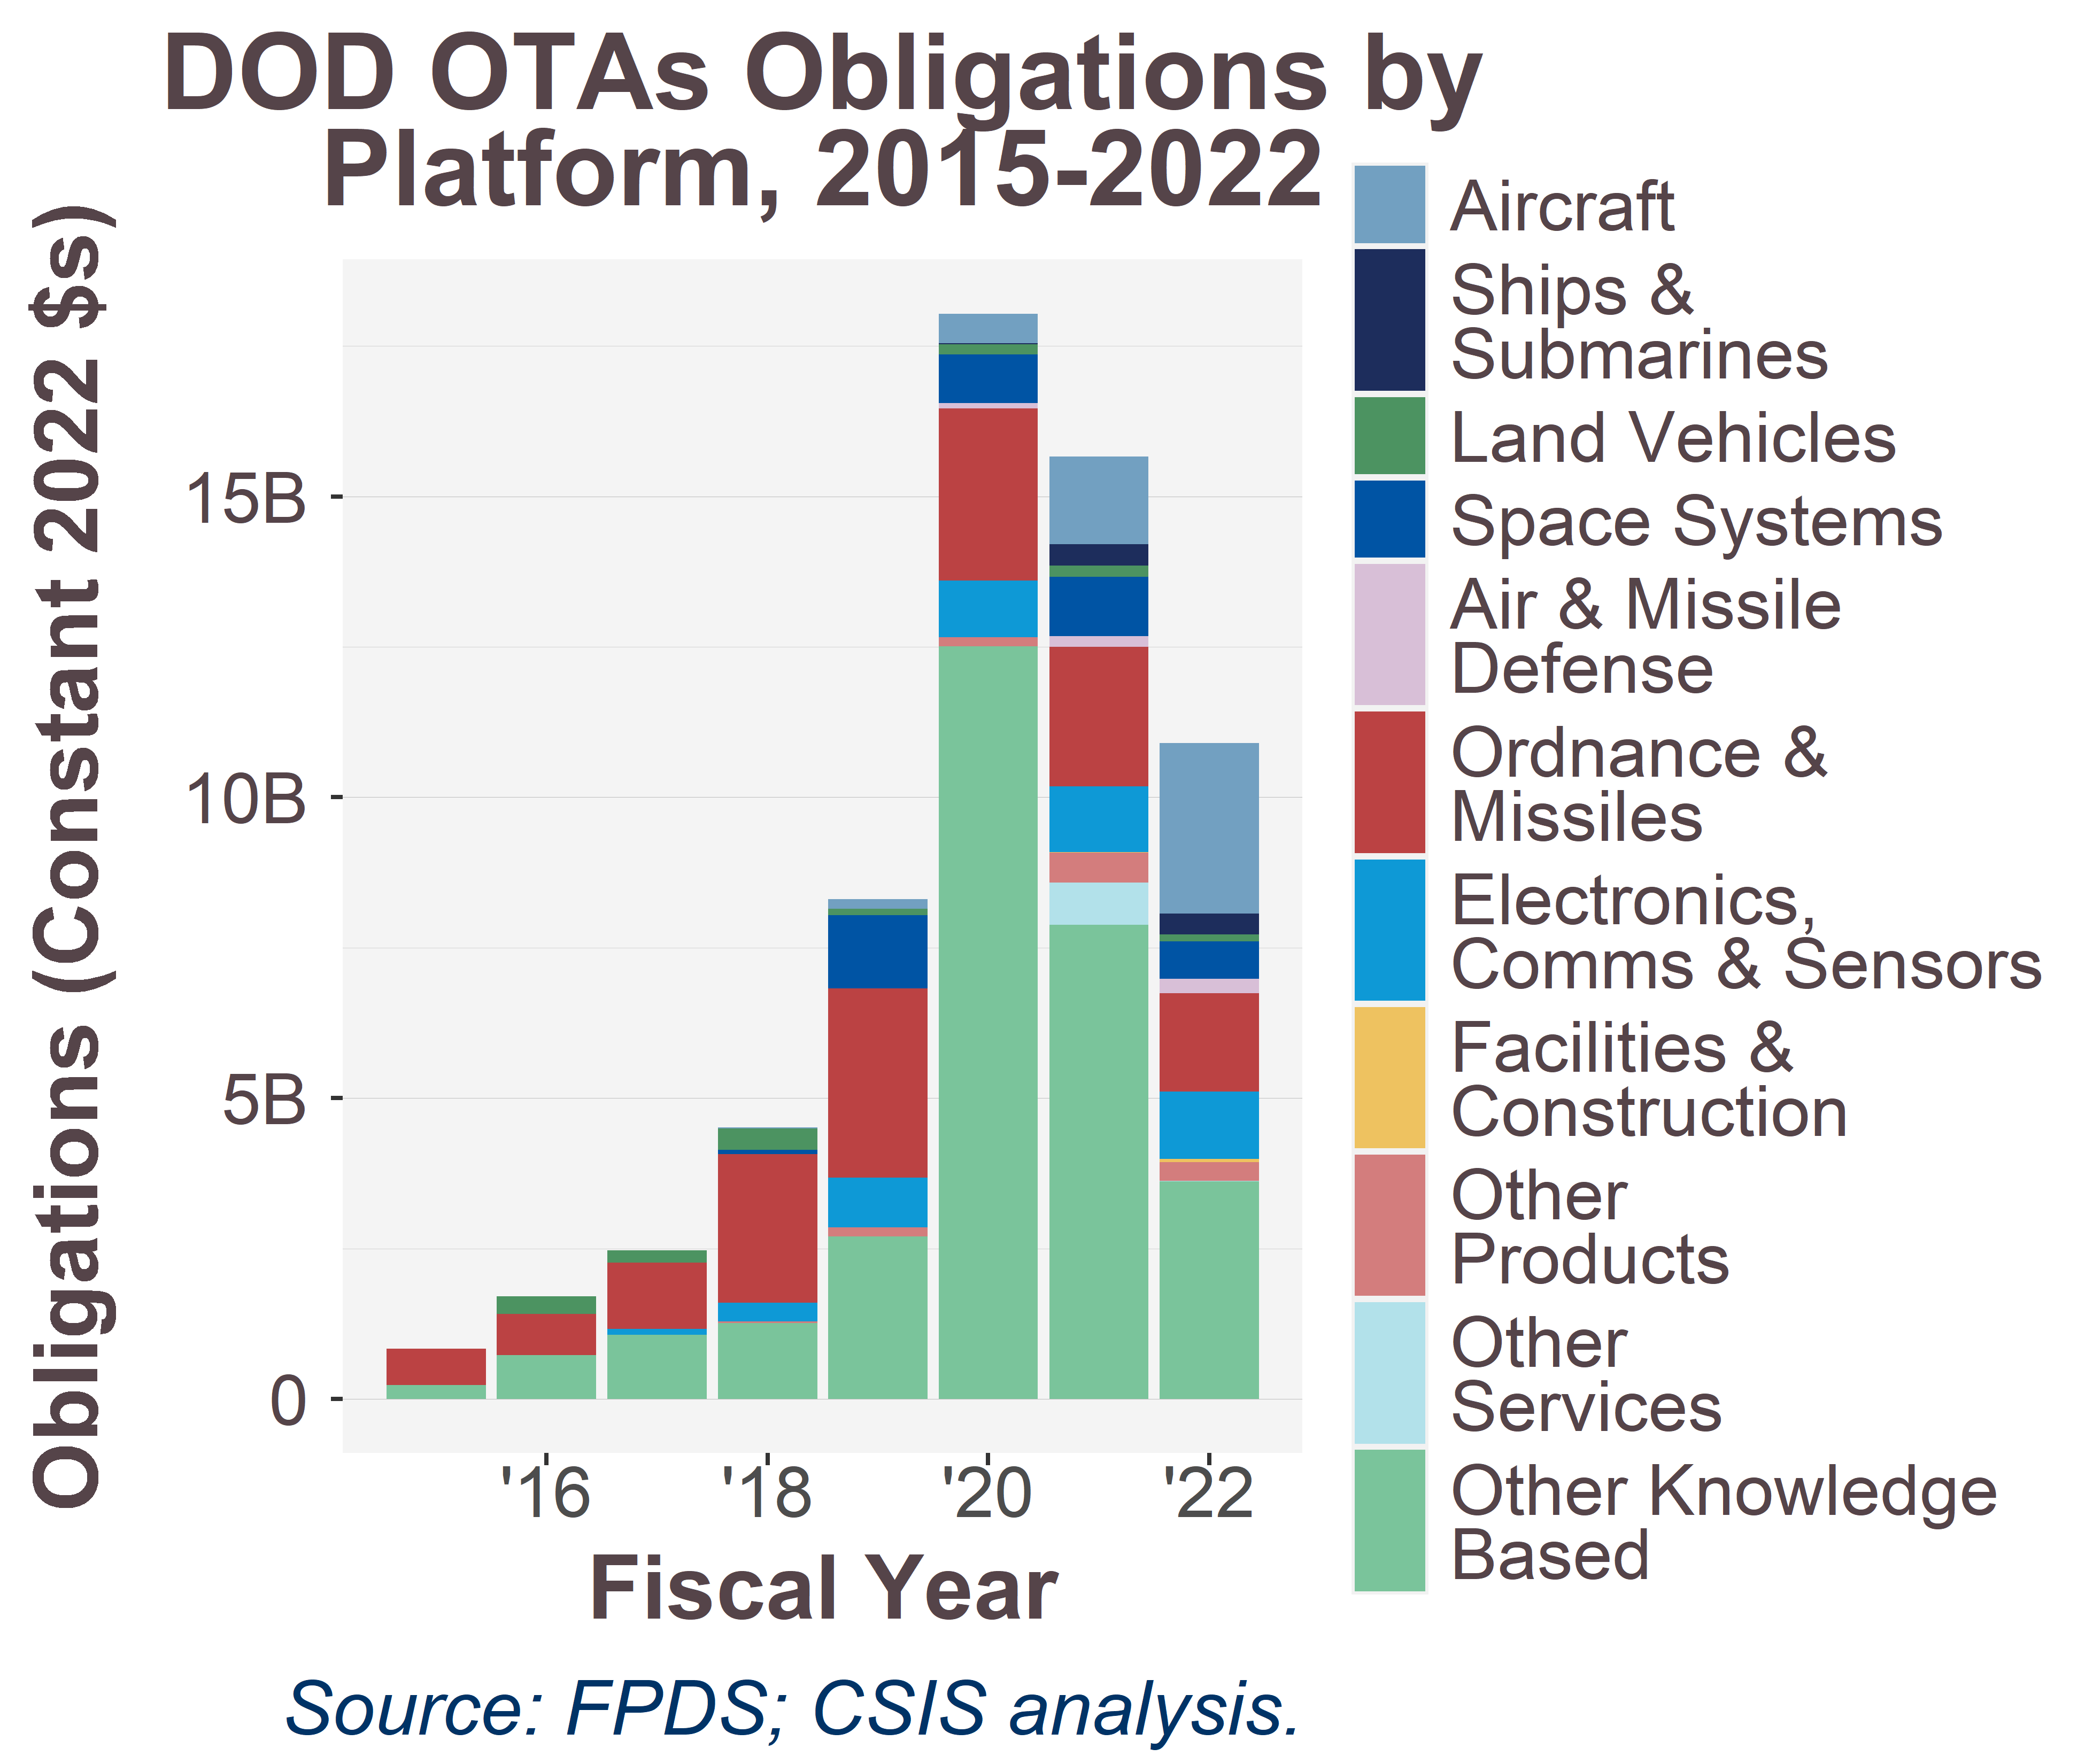 DOD OTAs Obligations by
Platform, 2015-2022
Obligations (Constant 2022 $s)
15B
10B
5B
0
'16
'18
'20
'22
Fiscal Year
Aircraft
Ships &
Submarines
Land Vehicles
Space Systems
Air & Missile
Defense
Ordnance &
Missiles
Electronics,
Comms & Sensors
Facilities &
Construction
Other
Products
Other
Services
Other Knowledge
Based
Source: FPDS; CSIS analysis.